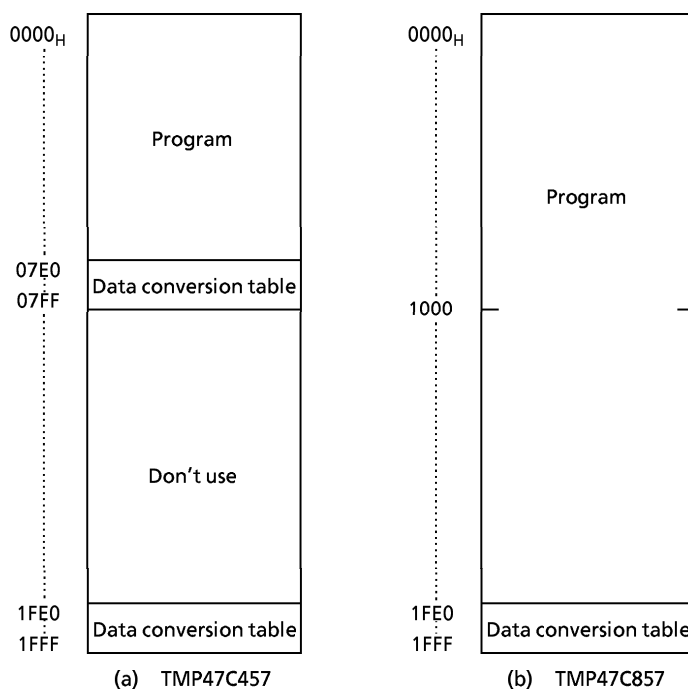 0000H
Program
07E0
Data conversion table
07FF
Don't use
1FE0
Data conversion table
1FFF
(a) TMP47C457
0000H
Program
1000
1FE0
Data conversion table
1FFF
(b) TMP47C857